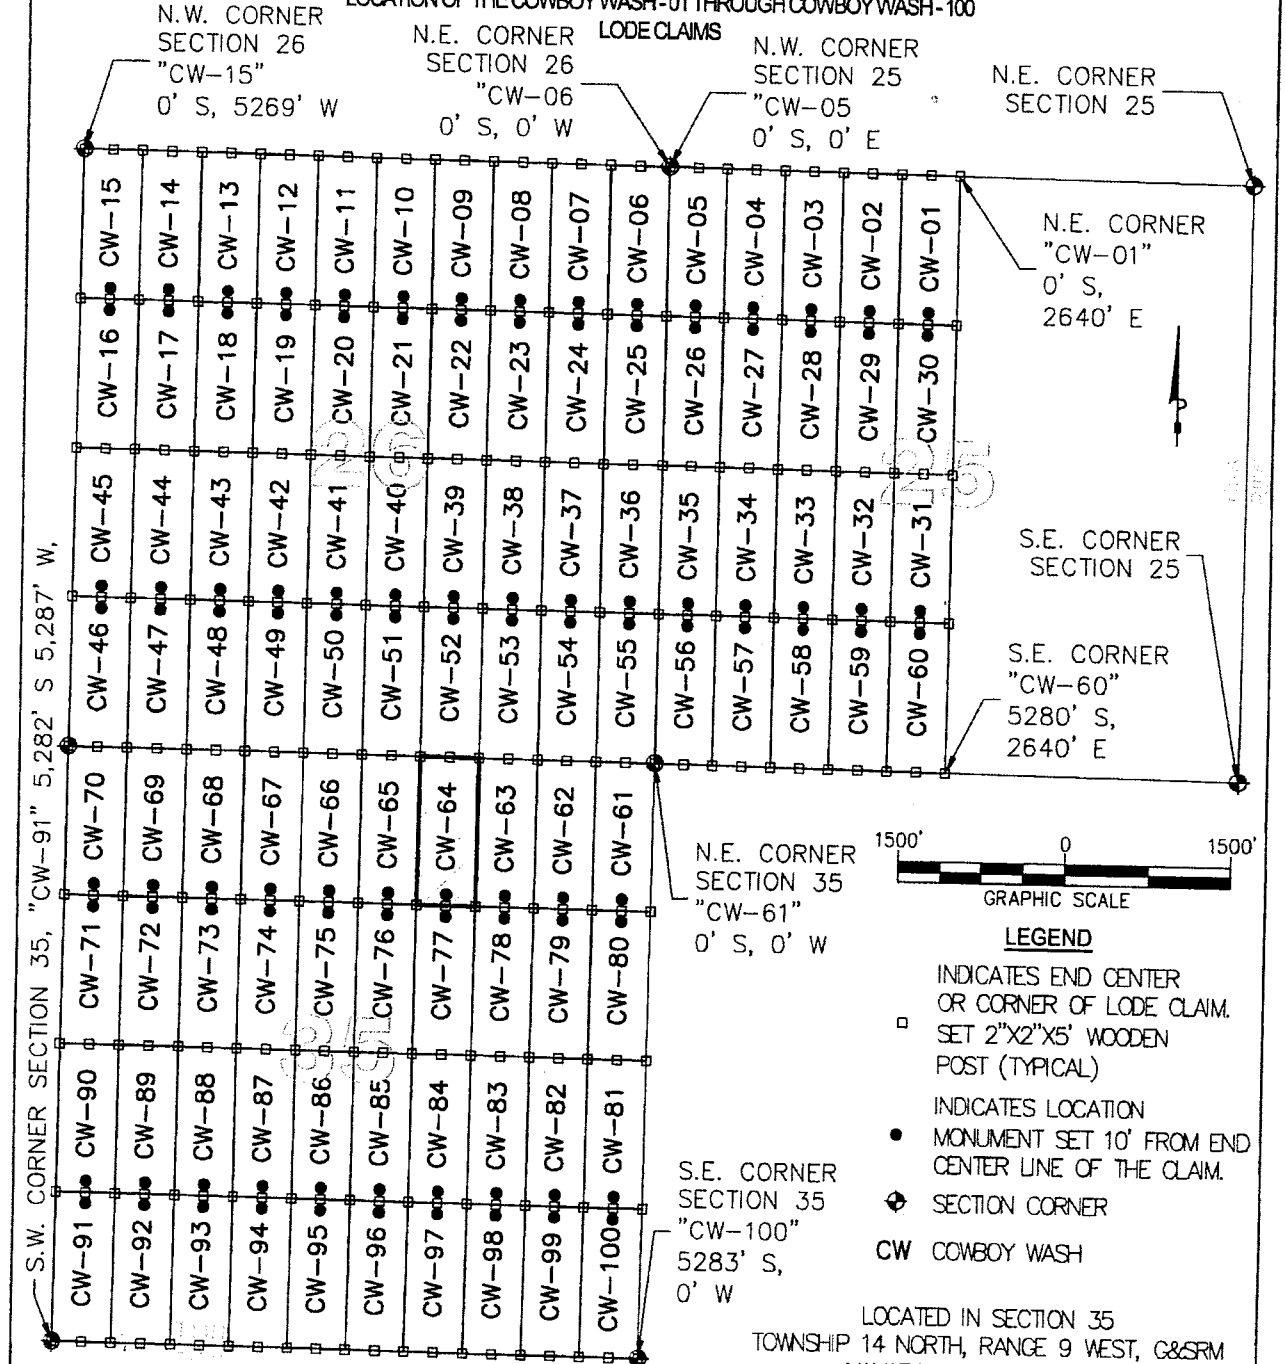 LOCATION OF THE COWBOY WASH - 01 THROUGH COWBOY WASH - 100
LODE CLAIMS
N.W. CORNER
SECTION 26
"CW-15"
0' S, 5269' W
N.E. CORNER
SECTION 26
"CW-06
0' S, 0' W
N.W. CORNER
SECTION 25
"CW-05
0' S, 0' E
N.E. CORNER
SECTION 25
CW-15 CW-14 CW-13 CW-12 CW-11 CW-10 CW-09 CW-08 CW-07 CW-06 CW-05 CW-04 CW-03 CW-02 CW-01
N.E. CORNER
"CW-01"
0' S,
2640' E
CW-16 CW-17 CW-18 CW-19 CW-20 CW-21 CW-22 CW-23 CW-24 CW-25 CW-26 CW-27 CW-28 CW-29 CW-30
26
25
CW-45 CW-44 CW-43 CW-42 CW-41 CW-40 CW-39 CW-38 CW-37 CW-36 CW-35 CW-34 CW-33 CW-32 CW-31
S.E. CORNER
SECTION 25
CW-46 CW-47 CW-48 CW-49 CW-50 CW-51 CW-52 CW-53 CW-54 CW-55 CW-56 CW-57 CW-58 CW-59 CW-60
S.E. CORNER
"CW-60"
5280' S,
2640' E
CW-70 CW-69 CW-68 CW-67 CW-66 CW-65 CW-64 CW-63 CW-62 CW-61
N.E. CORNER
SECTION 35
"CW-61"
0' S, 0' W
CW-71 CW-72 CW-73 CW-74 CW-75 CW-76 CW-77 CW-78 CW-79 CW-80
35
CW-90 CW-89 CW-88 CW-87 CW-86 CW-85 CW-84 CW-83 CW-82 CW-81
CW-91 CW-92 CW-93 CW-94 CW-95 CW-96 CW-97 CW-98 CW-99 CW-100
S.E. CORNER
SECTION 35
"CW-100"
5283' S,
0' W
S.W. CORNER SECTION 35, "CW-91" 5,282' S 5,287' W,
1500' 0 1500'
GRAPHIC SCALE
LEGEND
INDICATES END CENTER
OR CORNER OF LODE CLAIM.
SET 2"X2"X5' WOODEN
POST (TYPICAL)
INDICATES LOCATION
MONUMENT SET 10' FROM END
CENTER LINE OF THE CLAIM.
SECTION CORNER
CW COWBOY WASH
LOCATED IN SECTION 35
TOWNSHIP 14 NORTH, RANGE 9 WEST, G&SRM